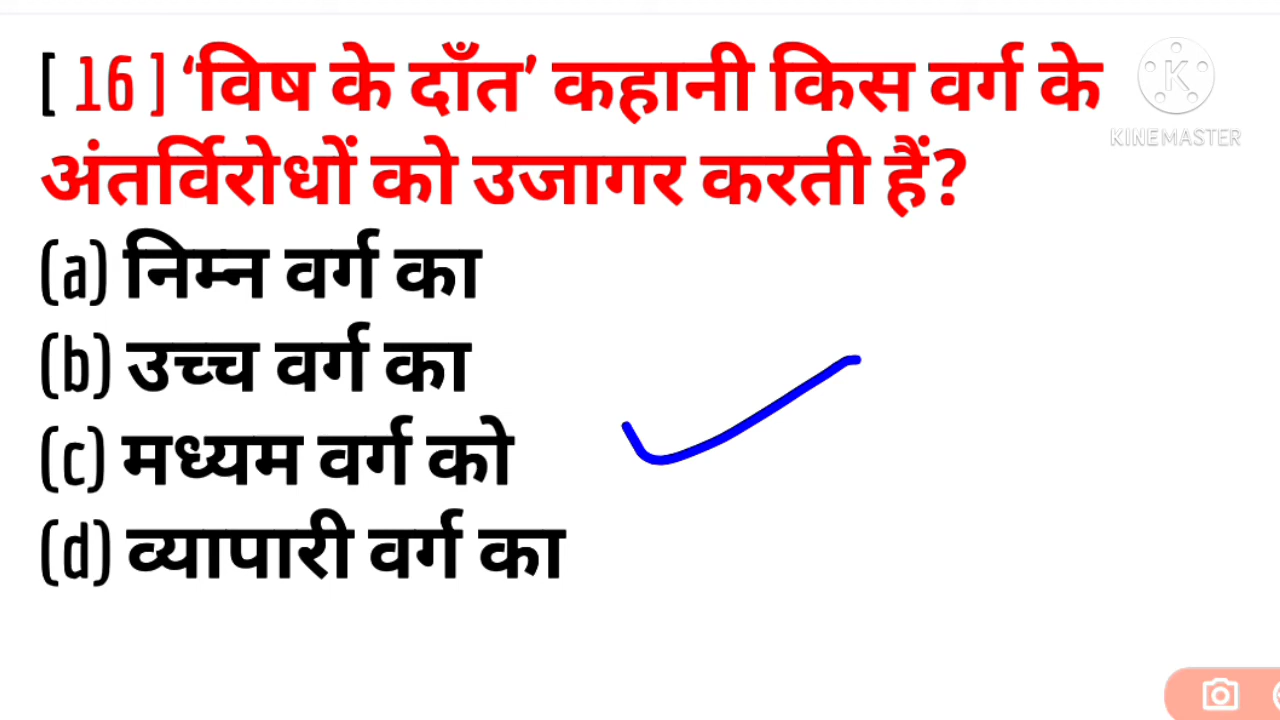 [ 16 ] ‘विष के दाँत’ कहानी किस वर्ग के
अंतर्विरोधों को उजागर करती हैं?
(a) निम्न वर्ग का
(b) उच्च वर्ग का
(c) मध्यम वर्ग को
(d) व्यापारी वर्ग का
K
KINEMASTER